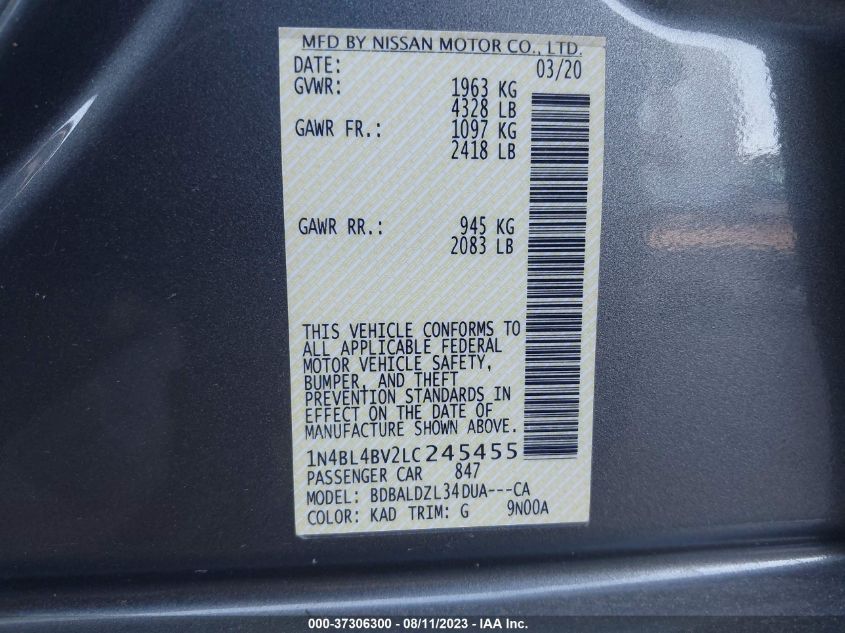 MFD BY NISSAN MOTOR CO., LTD.
DATE: 03/20
GVWR: 1963 KG
4328 LB
GAWR FR.: 1097 KG
2418 LB
GAWR RR.: 945 KG
2083 LB
THIS VEHICLE CONFORMS TO
ALL APPLICABLE FEDERAL
MOTOR VEHICLE SAFETY,
BUMPER, AND THEFT
PREVENTION STANDARDS IN
EFFECT ON THE DATE OF
MANUFACTURE SHOWN ABOVE.
1N4BL4BV2LC245455
PASSENGER CAR 847
MODEL: BDBALDZL34DUA---CA
COLOR: KAD TRIM: G 9N00A
000-37306300 - 08/11/2023 - IAA Inc.